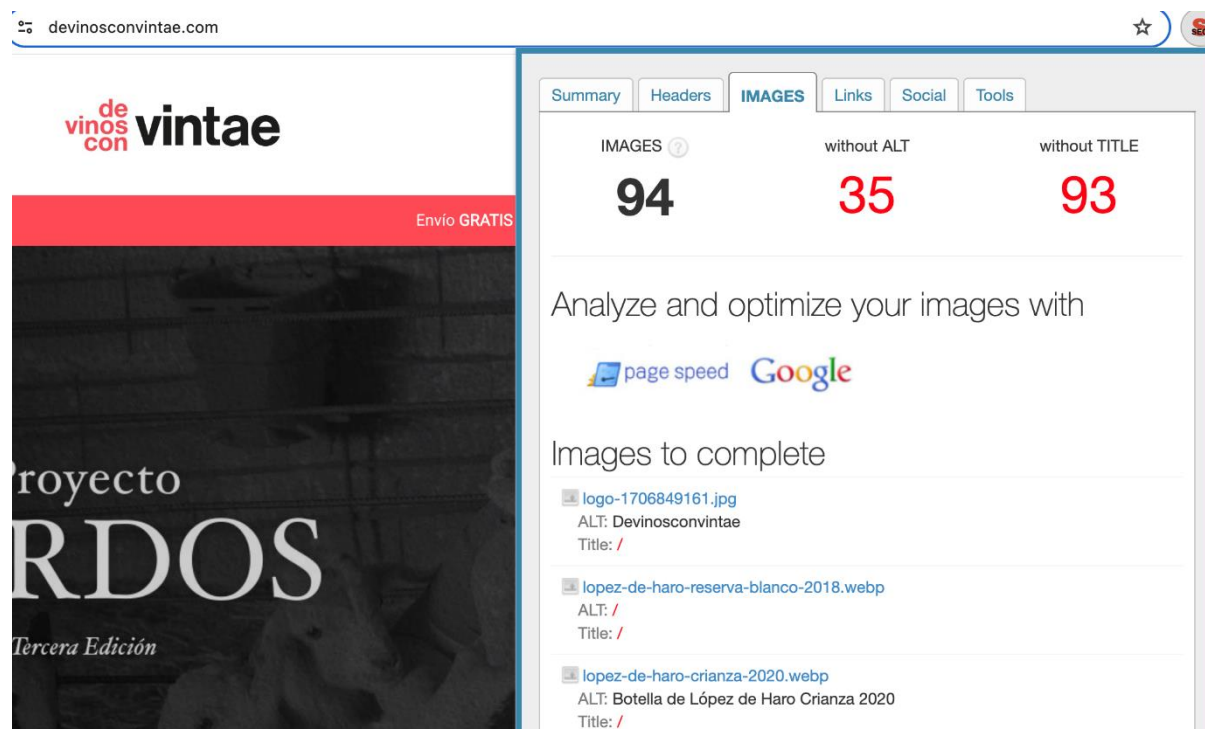 devinosconvintae.com
SEO
de
vinos
con
vintae
Envío GRATIS
royecto
RDOS
Tercera Edición
Summary Headers IMAGES Links Social Tools
IMAGES ? without ALT without TITLE
94 35 93
Analyze and optimize your images with
page speed Google
Images to complete
logo-1706849161.jpg
ALT: Devinosconvintae
Title: /
lopez-de-haro-reserva-blanco-2018.webp
ALT: /
Title: /
lopez-de-haro-crianza-2020.webp
ALT: Botella de López de Haro Crianza 2020
Title: /